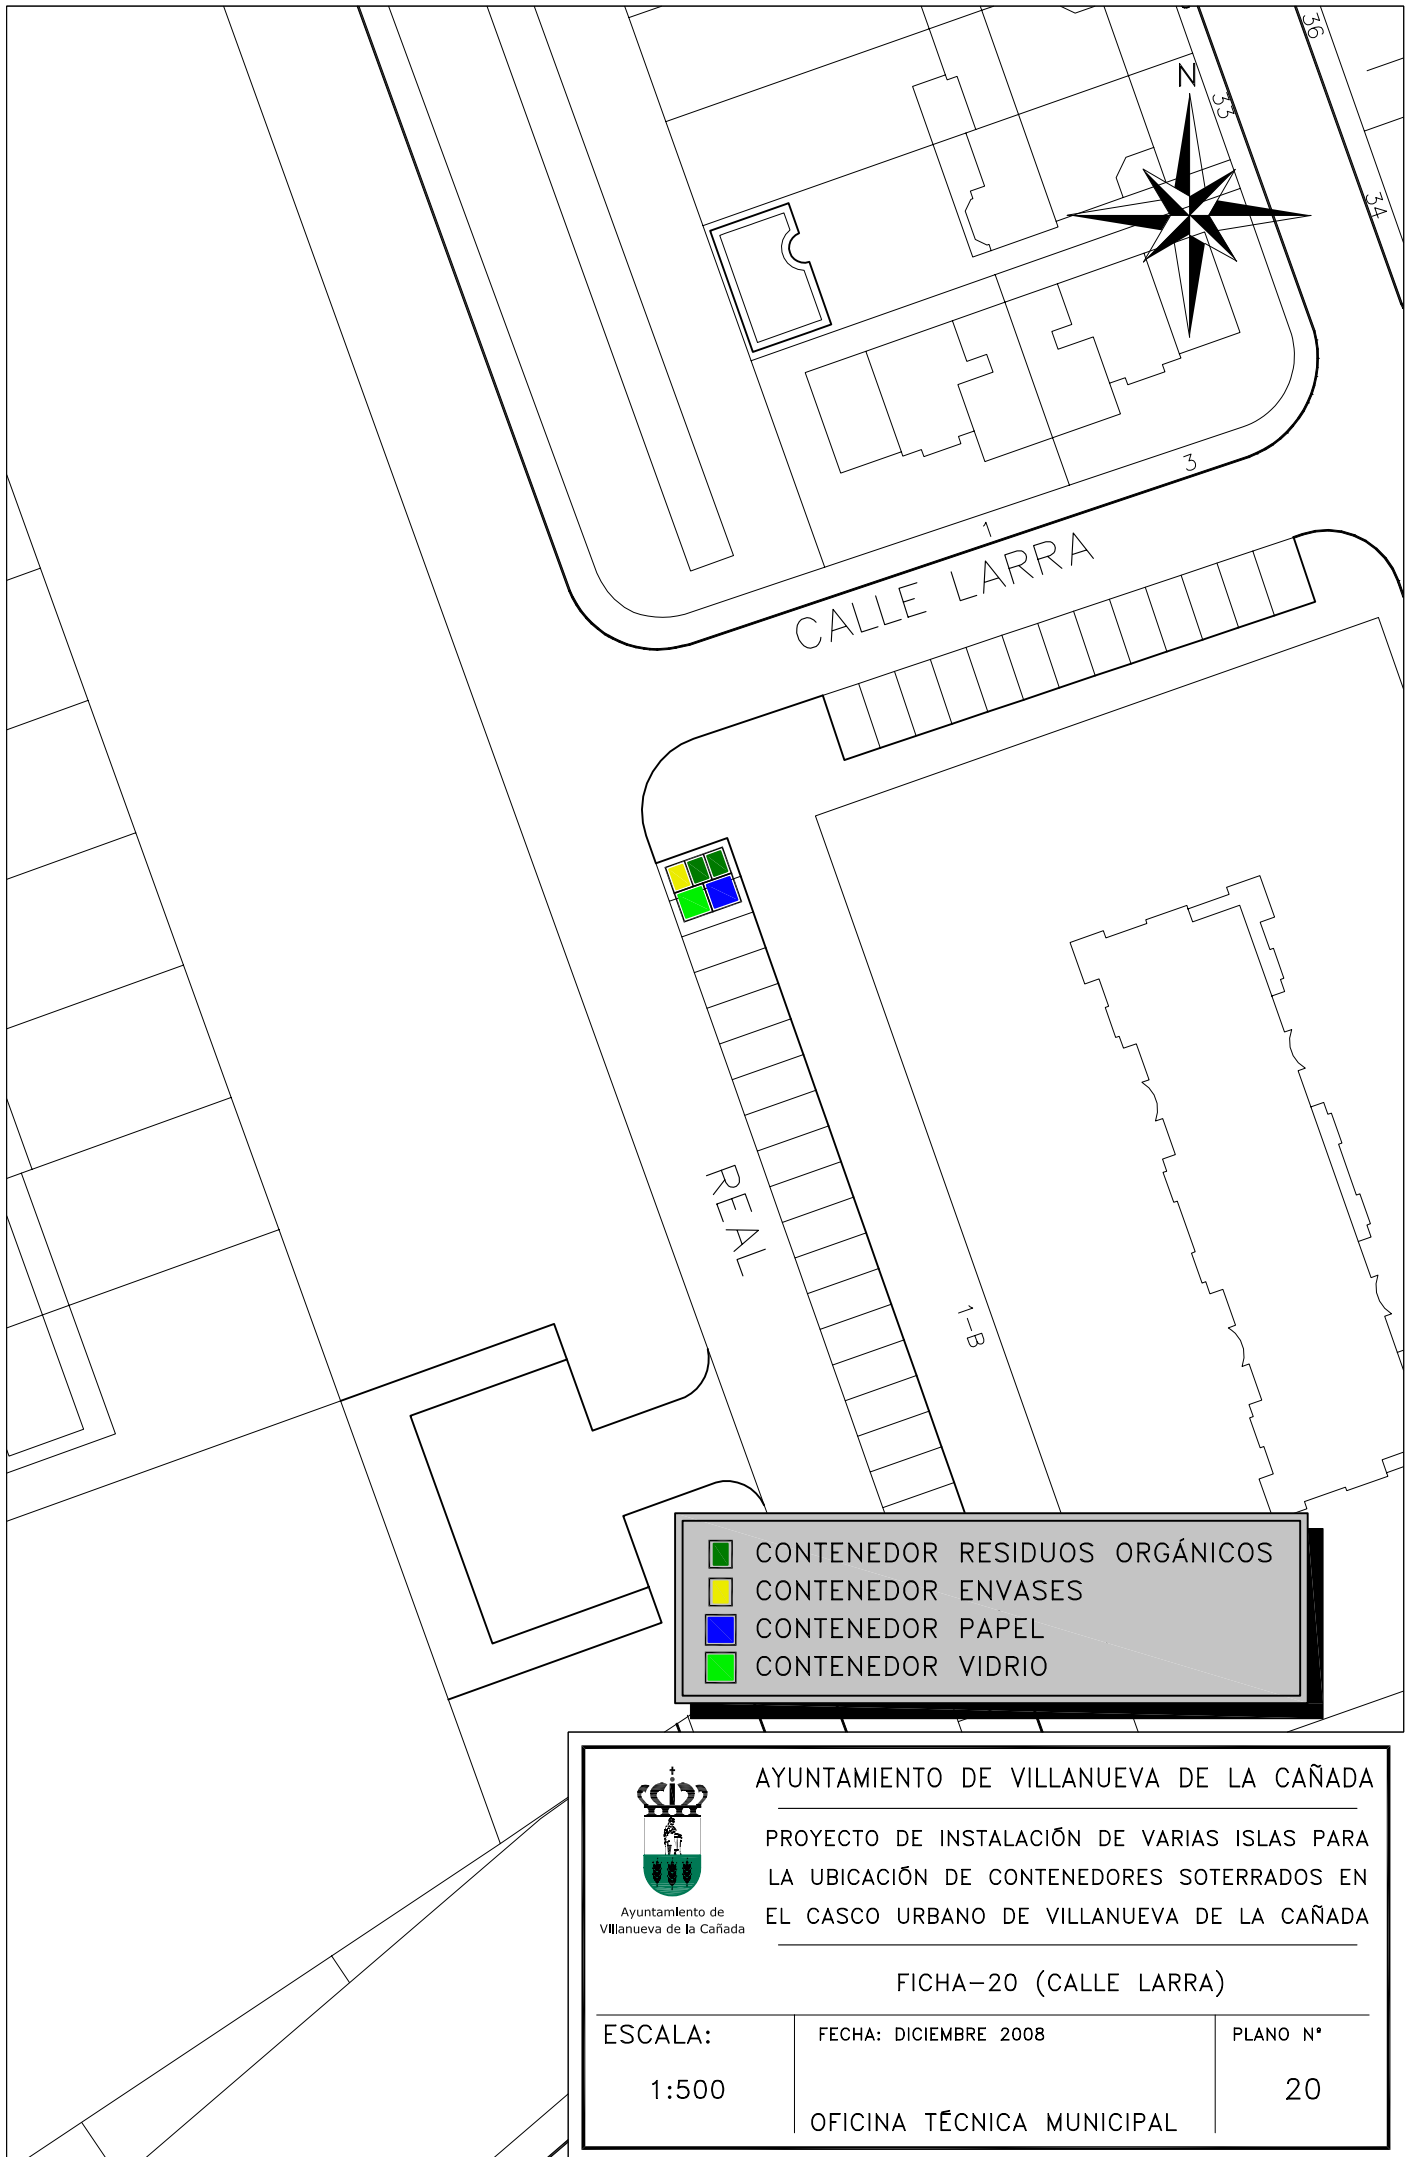 36
N
33
34
3
1
CALLE LARRA
REAL
1-B
CONTENEDOR RESIDUOS ORGÁNICOS
CONTENEDOR ENVASES
CONTENEDOR PAPEL
CONTENEDOR VIDRIO
AYUNTAMIENTO DE VILLANUEVA DE LA CAÑADA
PROYECTO DE INSTALACIÓN DE VARIAS ISLAS PARA
LA UBICACIÓN DE CONTENEDORES SOTERRADOS EN
EL CASCO URBANO DE VILLANUEVA DE LA CAÑADA
Ayuntamiento de
Villanueva de la Cañada
FICHA-20 (CALLE LARRA)
ESCALA:
1:500
FECHA: DICIEMBRE 2008
OFICINA TÉCNICA MUNICIPAL
PLANO Nº
20